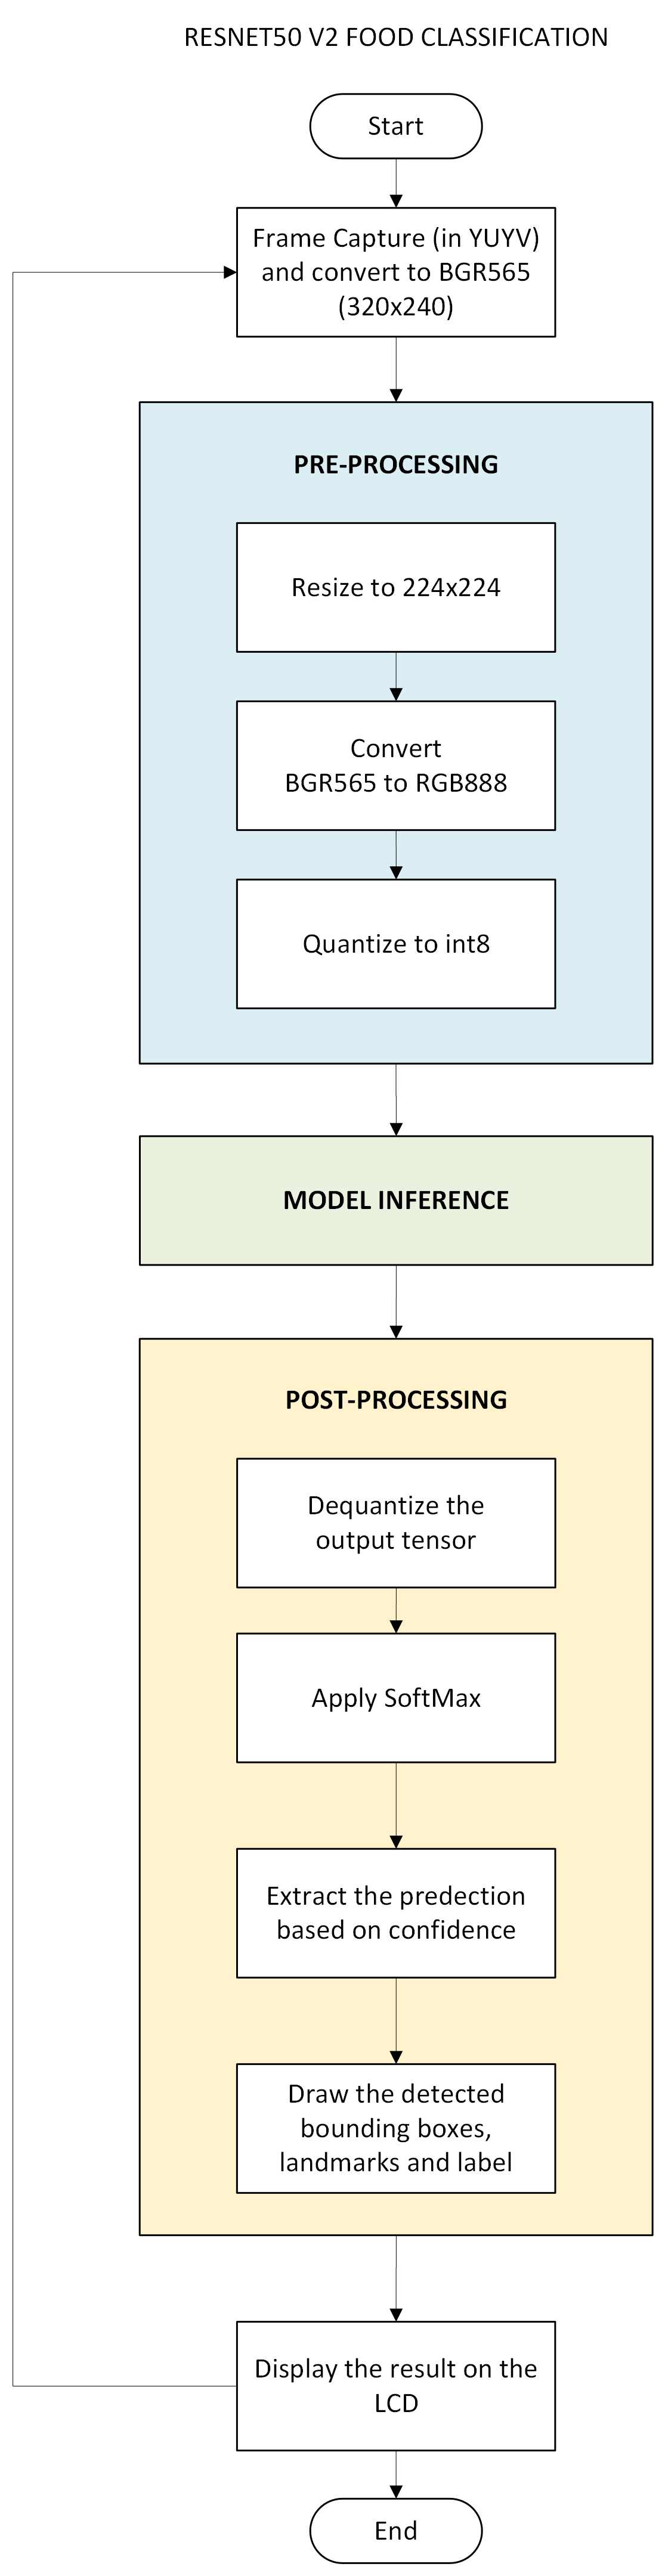 RESNET50 V2 FOOD CLASSIFICATION
Start
Frame Capture (in YUYV)
and convert to BGR565
(320x240)
PRE-PROCESSING
Resize to 224x224
Convert
BGR565 to RGB888
Quantize to int8
MODEL INFERENCE
POST-PROCESSING
Dequantize the
output tensor
Apply SoftMax
Extract the predection
based on confidence
Draw the detected
bounding boxes,
landmarks and label
Display the result on the
LCD
End